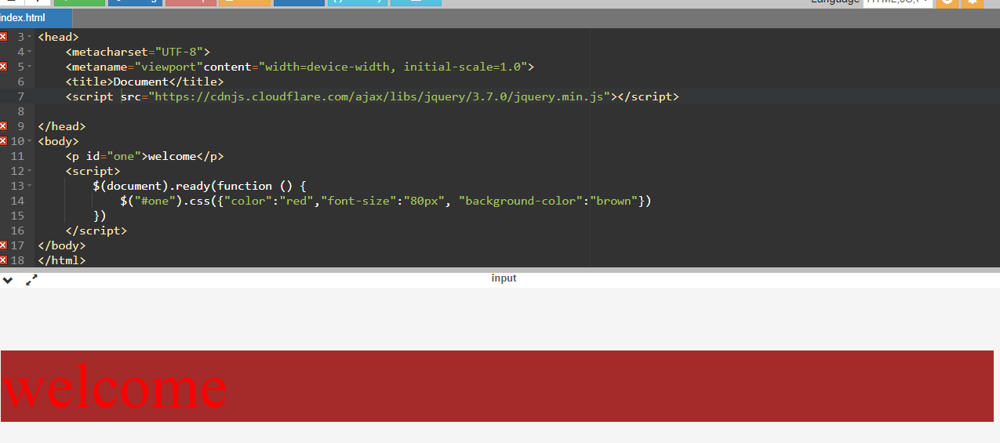 Language
index.html
3 <head>
4 <metacharset="UTF-8">
5 <metaname="viewport"content="width=device-width, initial-scale=1.0">
6 <title>Document</title>
7 <script src="https://cdnjs.cloudflare.com/ajax/libs/jquery/3.7.0/jquery.min.js"></script>
8
9 </head>
10 <body>
11 <p id="one">welcome</p>
12 <script>
13 $(document).ready(function () {
14 $("#one").css({"color":"red","font-size":"80px", "background-color":"brown"})
15 })
16 </script>
17 </body>
18 </html>
input
welcome